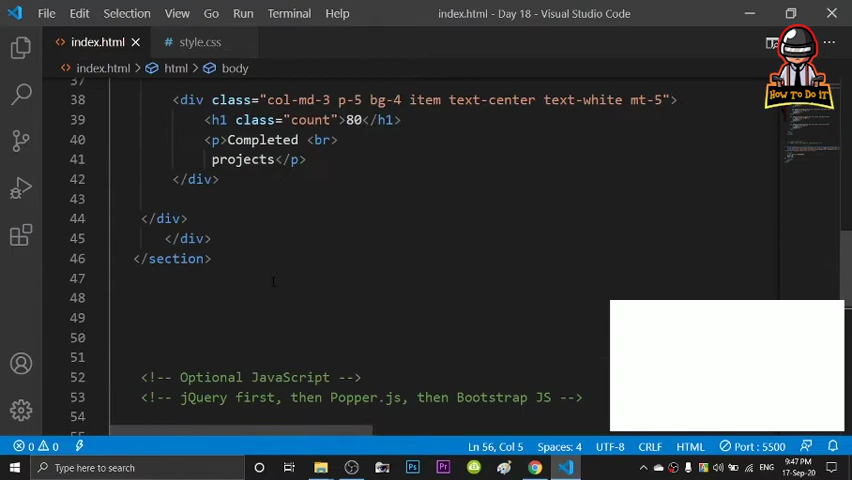 File Edit Selection View Go Run Terminal Help index.html - Day 18 - Visual Studio Code
index.html style.css
index.html html body
HOW TO DO IT
37
38 <div class="col-md-3 p-5 bg-4 item text-center text-white mt-5">
39 <h1 class="count">80</h1>
40 <p>Completed <br>
41 projects</p>
42 </div>
43
44 </div>
45 </div>
46 </section>
47
48
49
50
51
52 <!-- Optional JavaScript -->
53 <!-- jQuery first, then Popper.js, then Bootstrap JS -->
54
55
0 0 Ln 56, Col 5 Spaces: 4 UTF-8 CRLF HTML Port : 5500
Type here to search Ps Pr ENG 9:47 PM
17-Sep-20